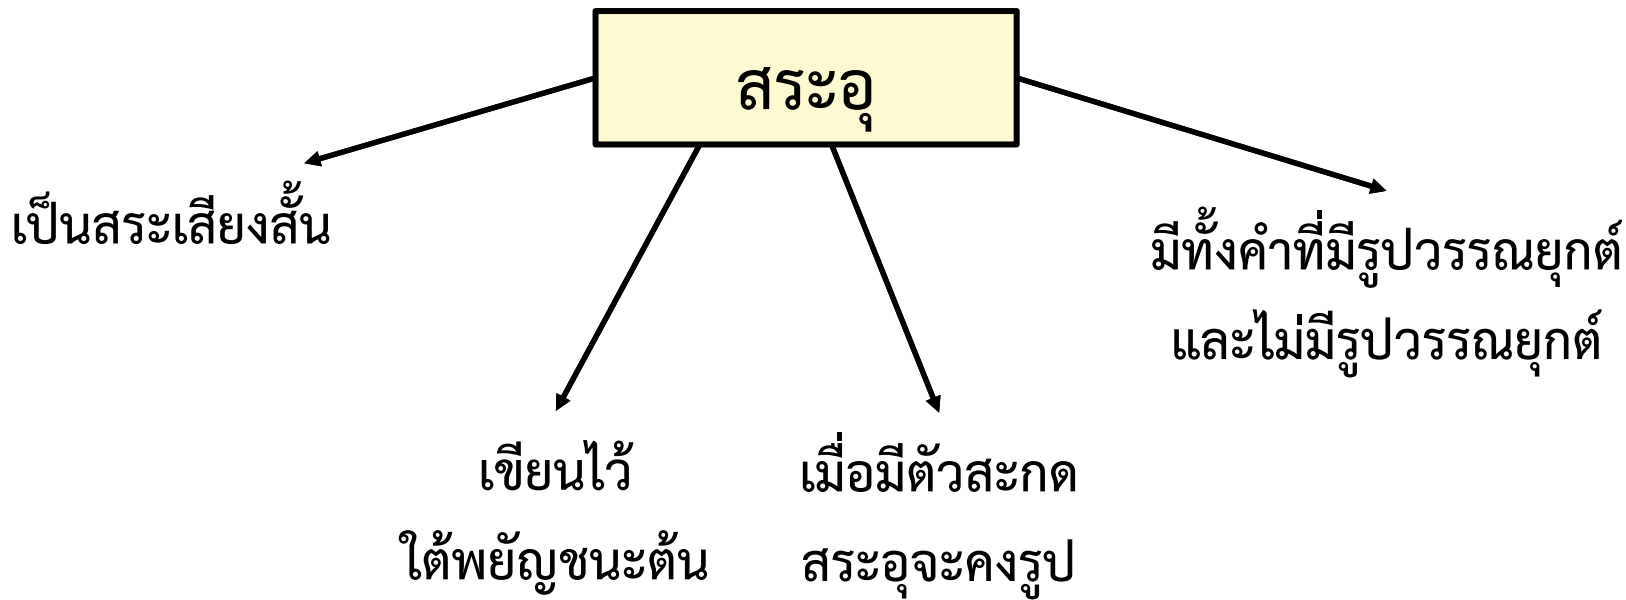 สระอุ
เป็นสระเสียงสั้น
มีทั้งคำที่มีรูปวรรณยุกต์
และไม่มีรูปวรรณยุกต์
เขียนไว้
ใต้พยัญชนะต้น
เมื่อมีตัวสะกด
สระอุจะคงรูป